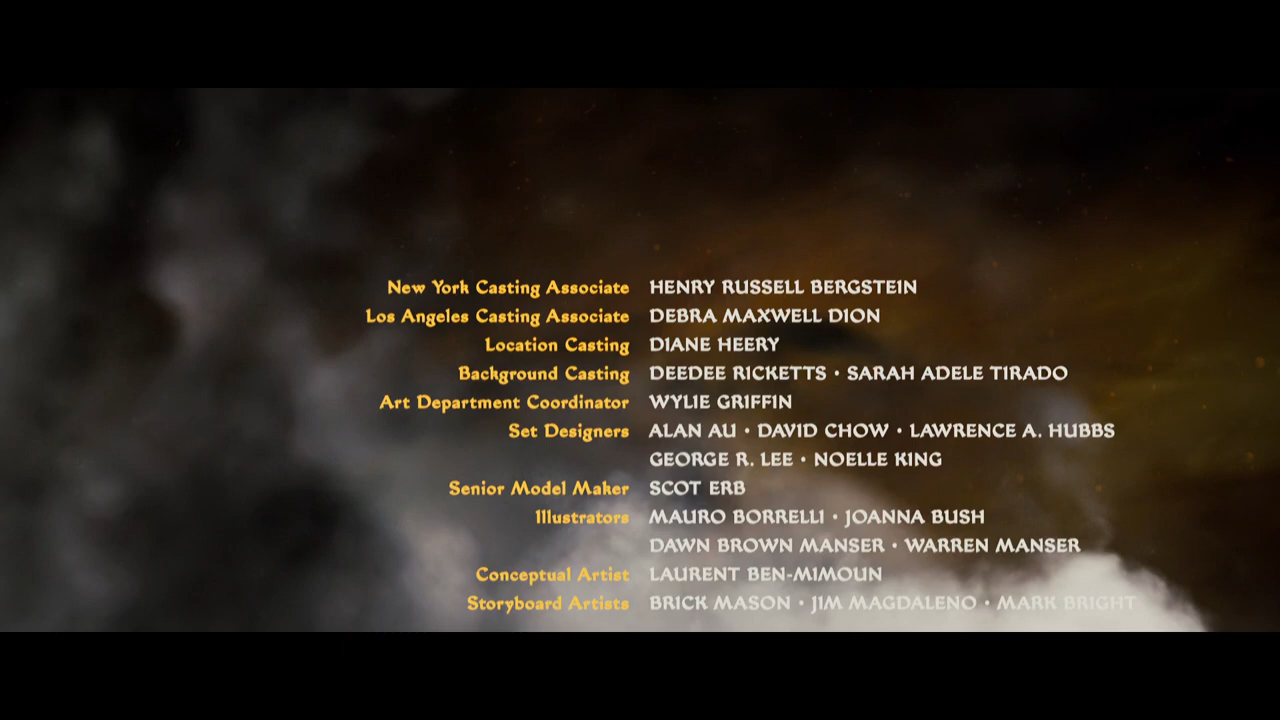 New York Casting Associate HENRY RUSSELL BERGSTEIN
Los Angeles Casting Associate DEBRA MAXWELL DION
Location Casting DIANE HEERY
Background Casting DEEDEE RICKETTS • SARAH ADELE TIRADO
Art Department Coordinator WYLIE GRIFFIN
Set Designers ALAN AU • DAVID CHOW • LAWRENCE A. HUBBS
GEORGE R. LEE • NOELLE KING
Senior Model Maker SCOT ERB
Illustrators MAURO BORRELLI • JOANNA BUSH
DAWN BROWN MANSER • WARREN MANSER
Conceptual Artist LAURENT BEN-MIMOUN
Storyboard Artists BRICK MASON • JIM MAGDALENO • MARK BRIGHT